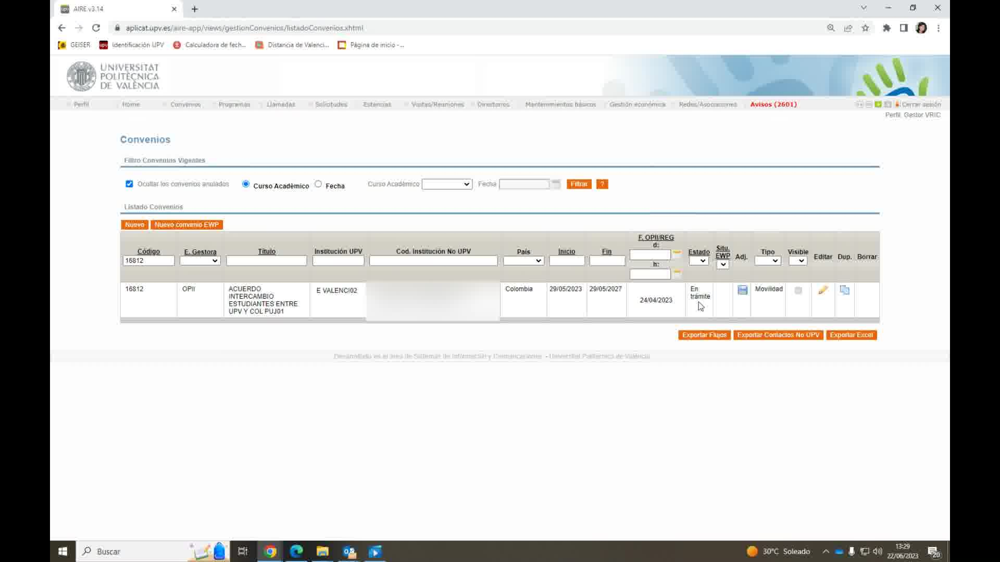 AIRE v3.14
aplicat.upv.es/aire-app/views/gestionConvenios/listadoConvenios.xhtml
GEISER
Identificación UPV
Calculadora de fech...
Distancia de Valenci...
Página de inicio -...
UNIVERSITAT
POLITÈCNICA
DE VALÈNCIA
Perfil Home Convenios Programas Llamadas Solicitudes Estancias Visitas/Reuniones Directorios Mantenimientos básicos Gestión económica Redes/Asociaciones Avisos (2601) Cerrar sesión
Perfil: Gestor VRIC
Convenios
Filtro Convenios Vigentes
Ocultar los convenios anulados Curso Académico Fecha Curso Académico Fecha Filtrar ?
Listado Convenios
Nuevo Nuevo convenio EWP
Código E. Gestora Título Institución UPV Cod. Institución No UPV País Inicio Fin F. OPII/REG d: h: Estado Situ. EWP Adj. Tipo Visible Editar Dup. Borrar
16812
16812 OPII ACUERDO INTERCAMBIO ESTUDIANTES ENTRE UPV Y COL PUJ01 E VALENCI02 Colombia 29/05/2023 29/05/2027 24/04/2023 En trámite Movilidad
Exportar Flujos Exportar Contactos No UPV Exportar Excel
Desarrollado en el área de Sistemas de Información y Comunicaciones - Universitat Politècnica de València
Buscar
30°C Soleado
13:29
22/06/2023
20